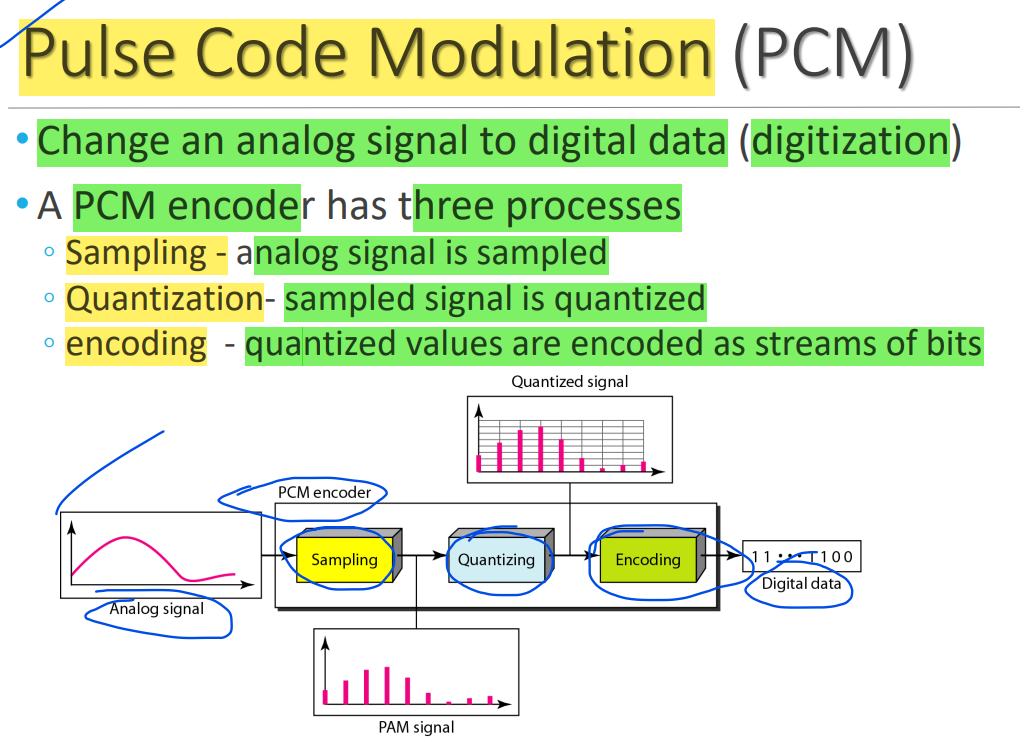 Pulse Code Modulation (PCM)
• Change an analog signal to digital data (digitization)
• A PCM encoder has three processes
◦ Sampling - analog signal is sampled
◦ Quantization- sampled signal is quantized
◦ encoding - quantized values are encoded as streams of bits
Quantized signal
PCM encoder
Sampling
Quantizing
Encoding
11•••1100
Digital data
Analog signal
PAM signal